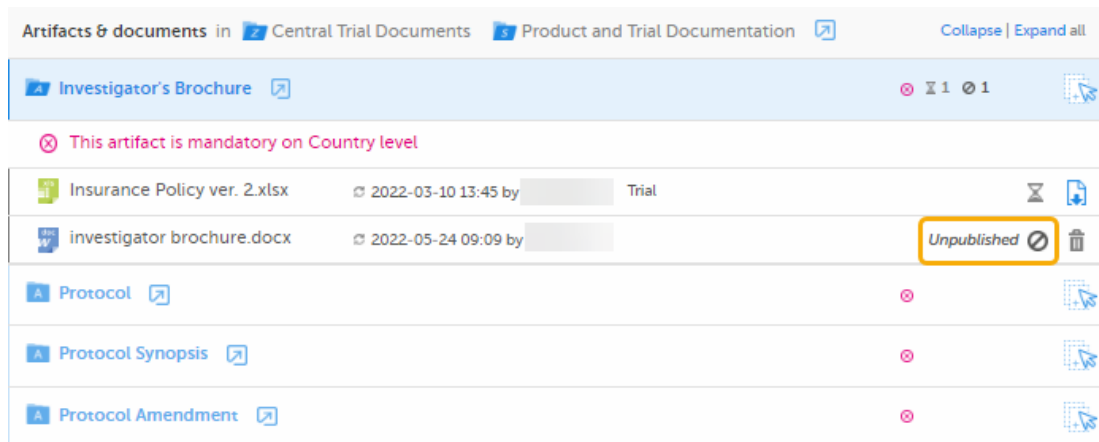 Artifacts & documents in Z Central Trial Documents S Product and Trial Documentation Collapse | Expand all
A Investigator's Brochure 1 1
This artifact is mandatory on Country level
Insurance Policy ver. 2.xlsx 2022-03-10 13:45 by Trial
doc W investigator brochure.docx 2022-05-24 09:09 by Unpublished
A Protocol
A Protocol Synopsis
A Protocol Amendment